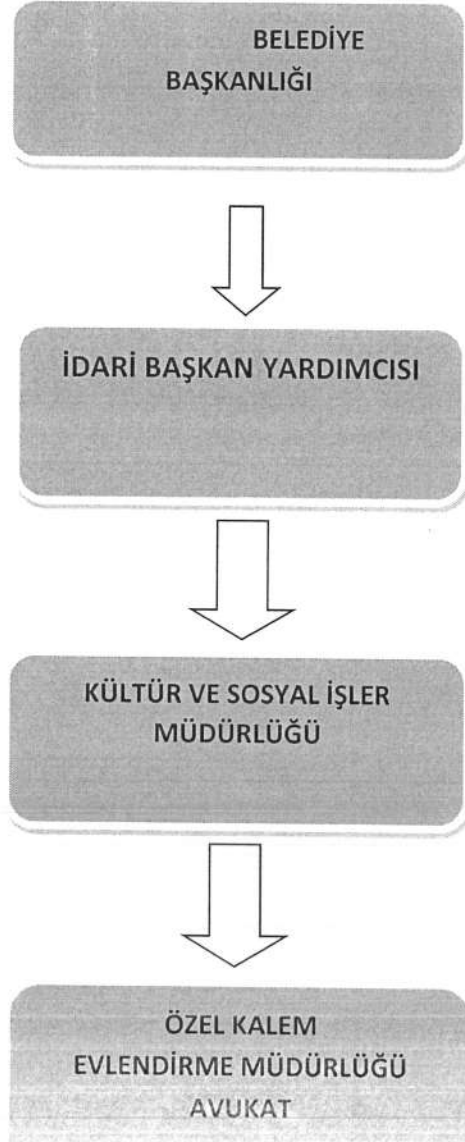 BELEDİYE
BAŞKANLIĞI
İDARİ BAŞKAN YARDIMCISI
KÜLTÜR VE SOSYAL İŞLER
MÜDÜRLÜĞÜ
ÖZEL KALEM
EVLENDİRME MÜDÜRLÜĞÜ
AVUKAT